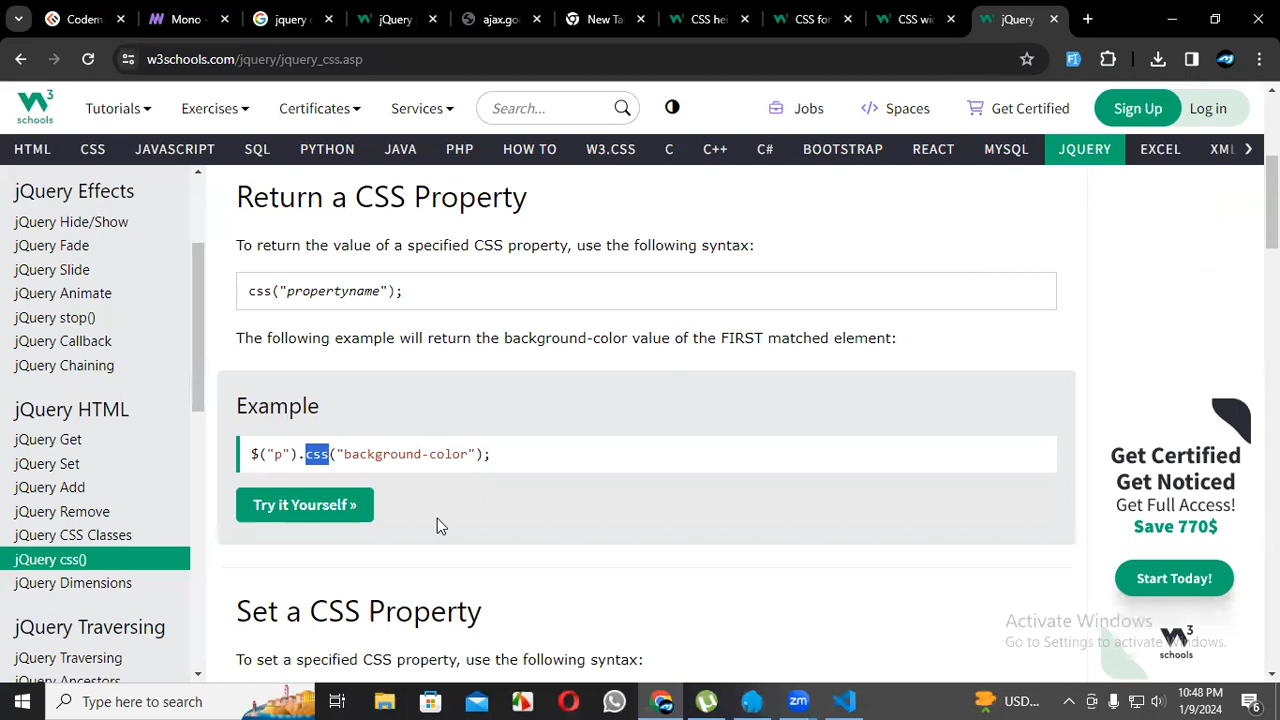 Codem
Mono -
jquery c
jQuery
ajax.go
New Ta
CSS hei
CSS for
CSS wid
jQuery
w3schools.com/jquery/jquery_css.asp
W3 schools
Tutorials
Exercises
Certificates
Services
Search...
Jobs
Spaces
Get Certified
Sign Up
Log in
HTML CSS JAVASCRIPT SQL PYTHON JAVA PHP HOW TO W3.CSS C C++ C# BOOTSTRAP REACT MYSQL JQUERY EXCEL XML
jQuery Effects
jQuery Hide/Show
jQuery Fade
jQuery Slide
jQuery Animate
jQuery stop()
jQuery Callback
jQuery Chaining
jQuery HTML
jQuery Get
jQuery Set
jQuery Add
jQuery Remove
jQuery CSS Classes
jQuery css()
jQuery Dimensions
jQuery Traversing
jQuery Traversing
jQuery Ancestors
Return a CSS Property
To return the value of a specified CSS property, use the following syntax:
css("propertyname");
The following example will return the background-color value of the FIRST matched element:
Example
$("p").css("background-color");
Try it Yourself »
Set a CSS Property
To set a specified CSS property, use the following syntax:
Get Certified
Get Noticed
Get Full Access!
Save 770$
Start Today!
W3 schools
Activate Windows
Go to Settings to activate Windows.
Type here to search
USD...
10:48 PM
1/9/2024
6